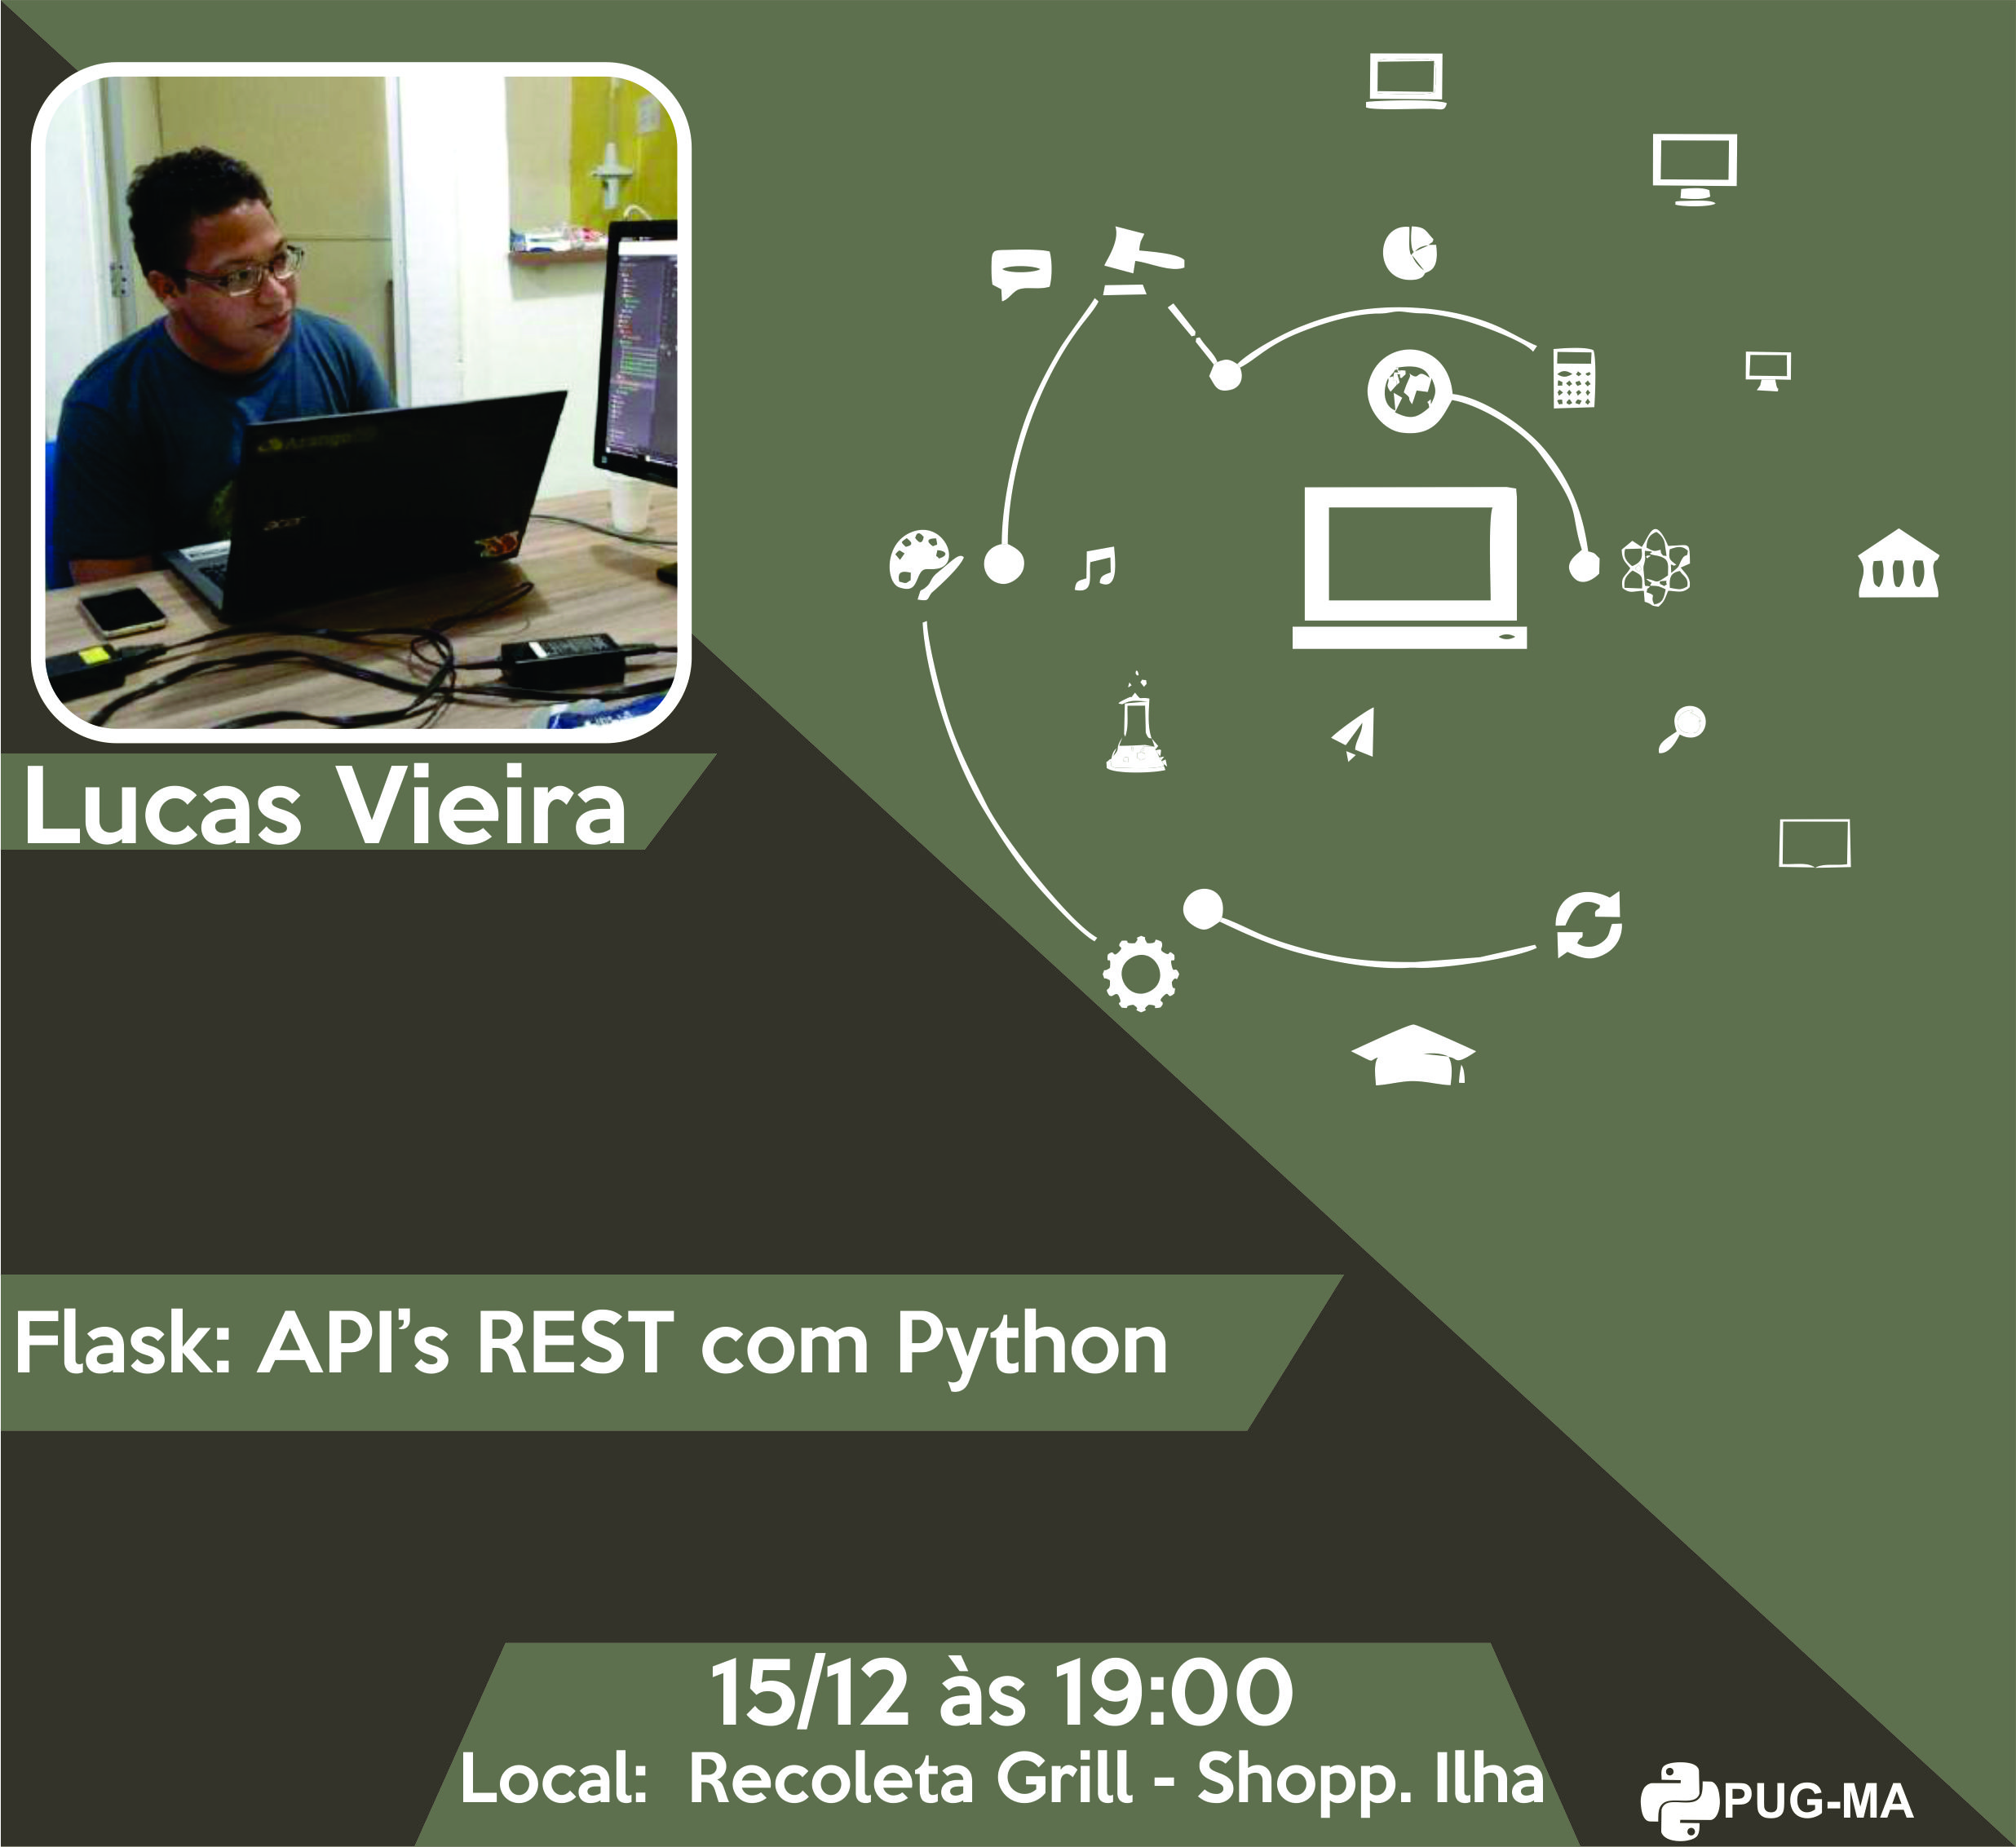 acer
Lucas Vieira
Flask: API’s REST com Python
15/12 às 19:00
Local: Recoleta Grill - Shopp. Ilha
PUG-MA